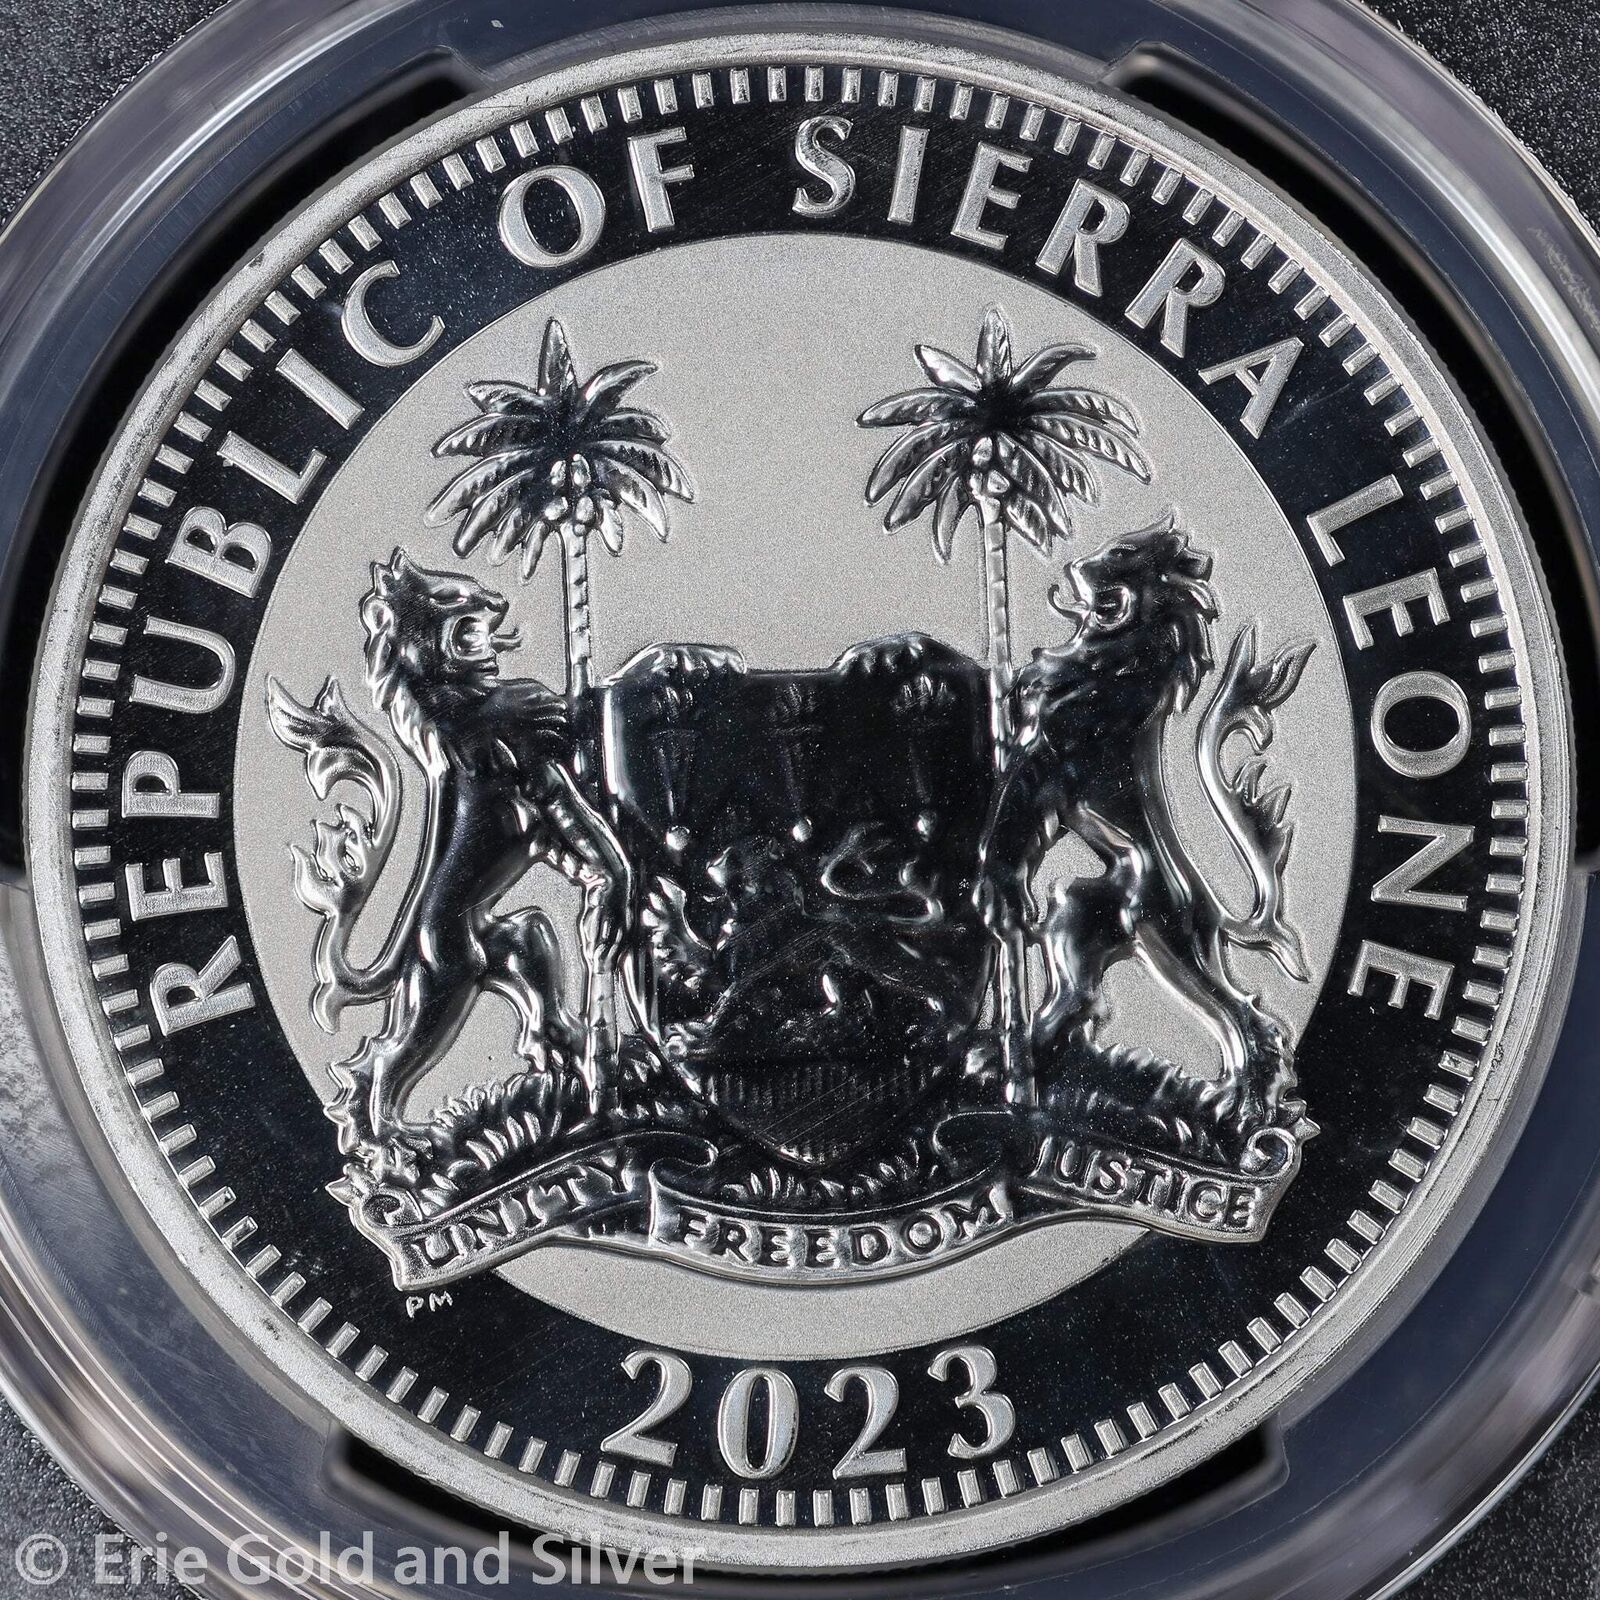 REPUBLIC OF SIERRA LEONE
UNITY FREEDOM JUSTICE
PM
2023
© Erie Gold and Silver